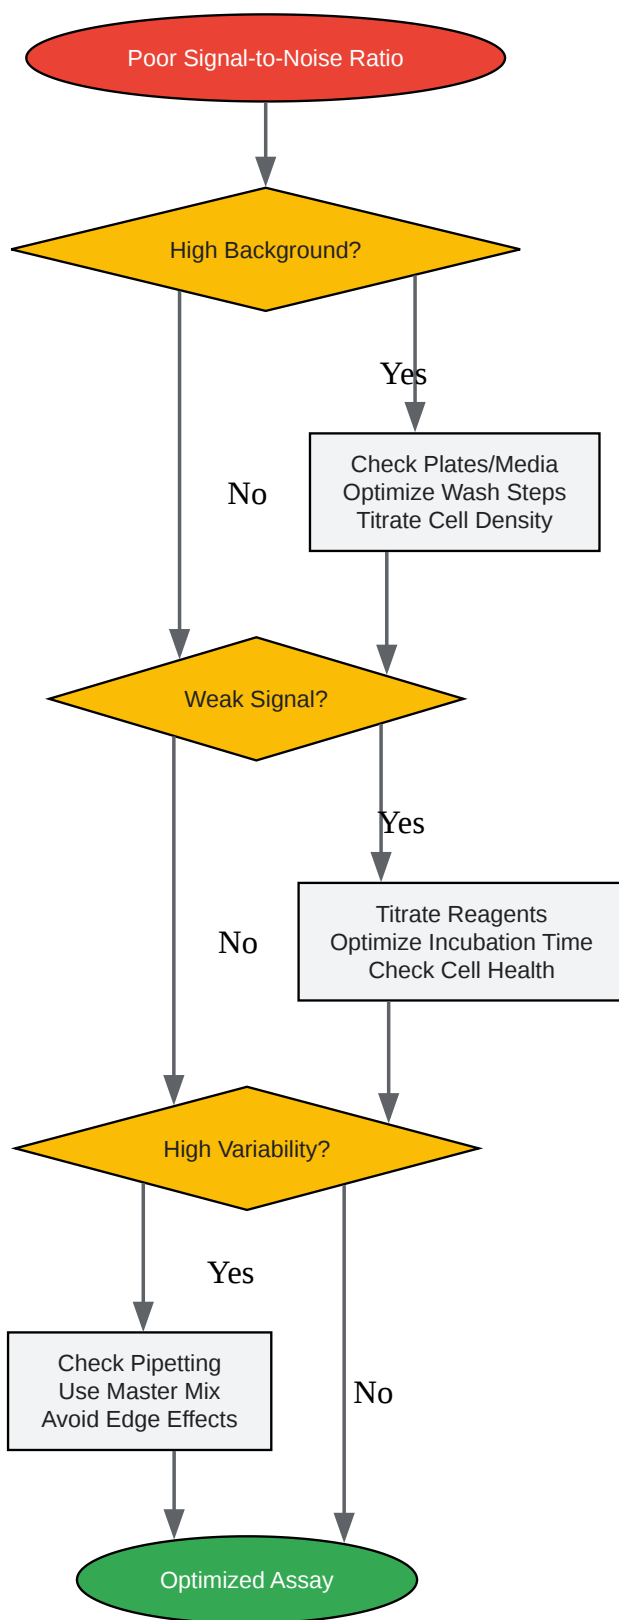 Poor Signal-to-Noise Ratio
High Background?
Yes
Check Plates/Media
Optimize Wash Steps
Titrate Cell Density
No
Weak Signal?
Yes
Titrate Reagents
Optimize Incubation Time
Check Cell Health
No
High Variability?
Yes
Check Pipetting
Use Master Mix
Avoid Edge Effects
No
Optimized Assay